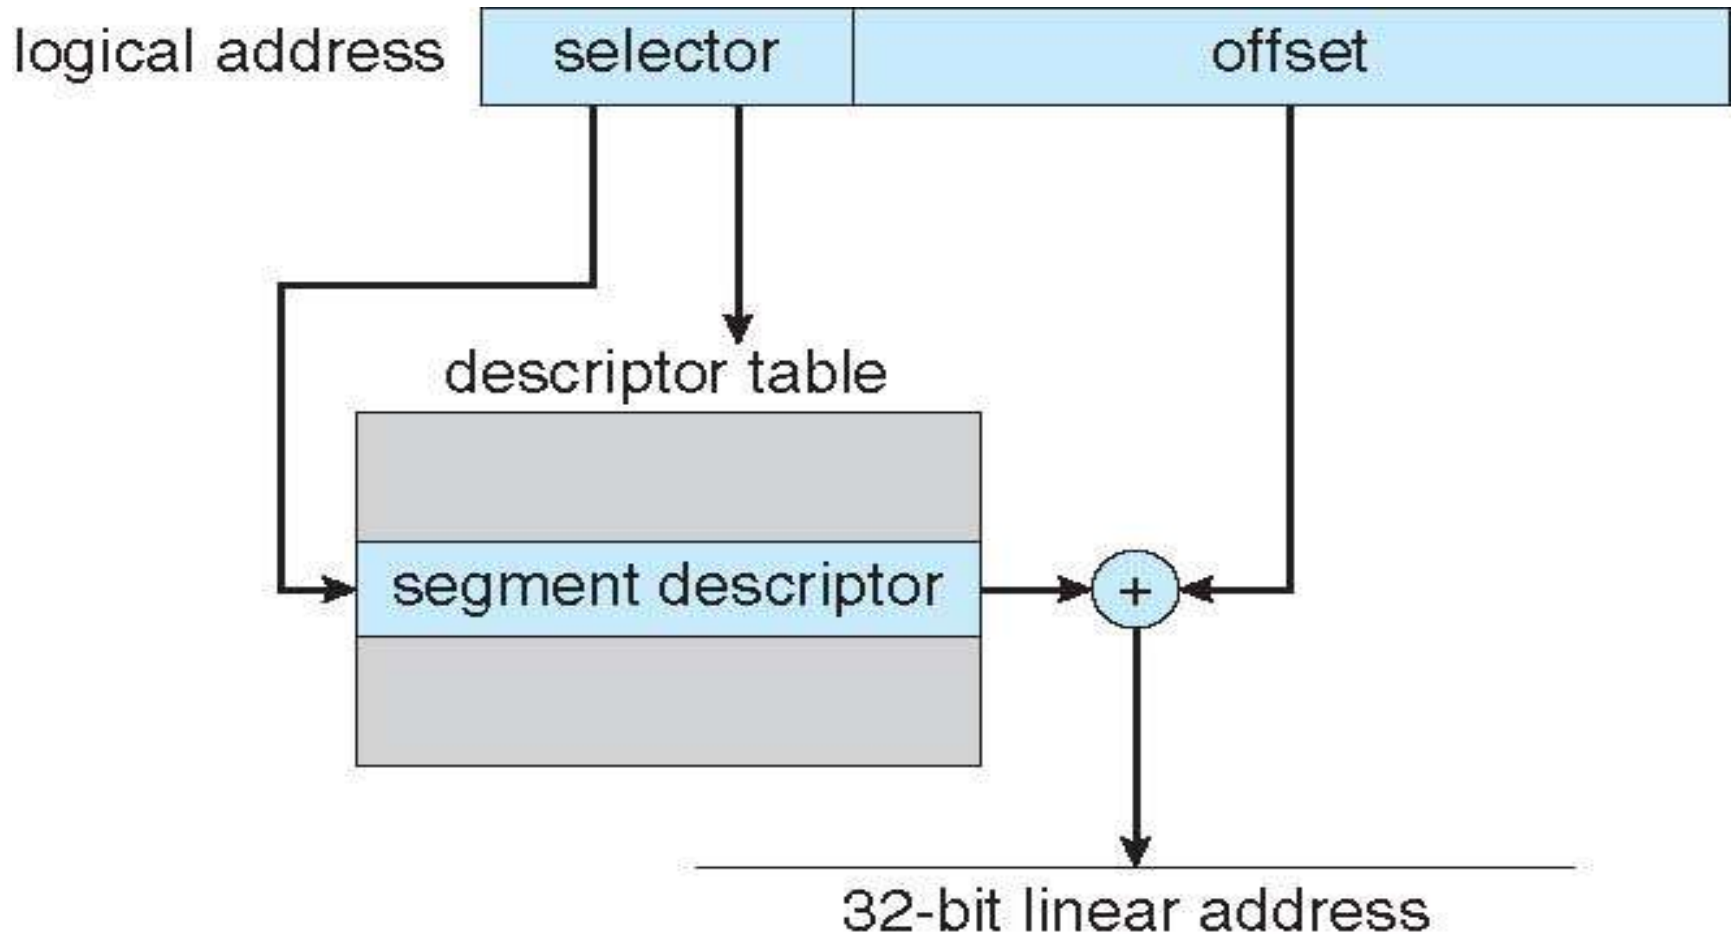 logical address
selector
offset
descriptor table
segment descriptor
+
32-bit linear address